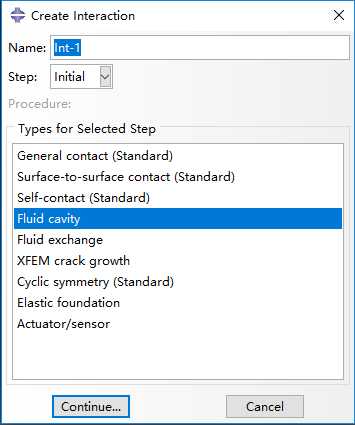 Create Interaction
Name: Int-1
Step: Initial
Procedure:
Types for Selected Step
General contact (Standard)
Surface-to-surface contact (Standard)
Self-contact (Standard)
Fluid cavity
Fluid exchange
XFEM crack growth
Cyclic symmetry (Standard)
Elastic foundation
Actuator/sensor
Continue... Cancel